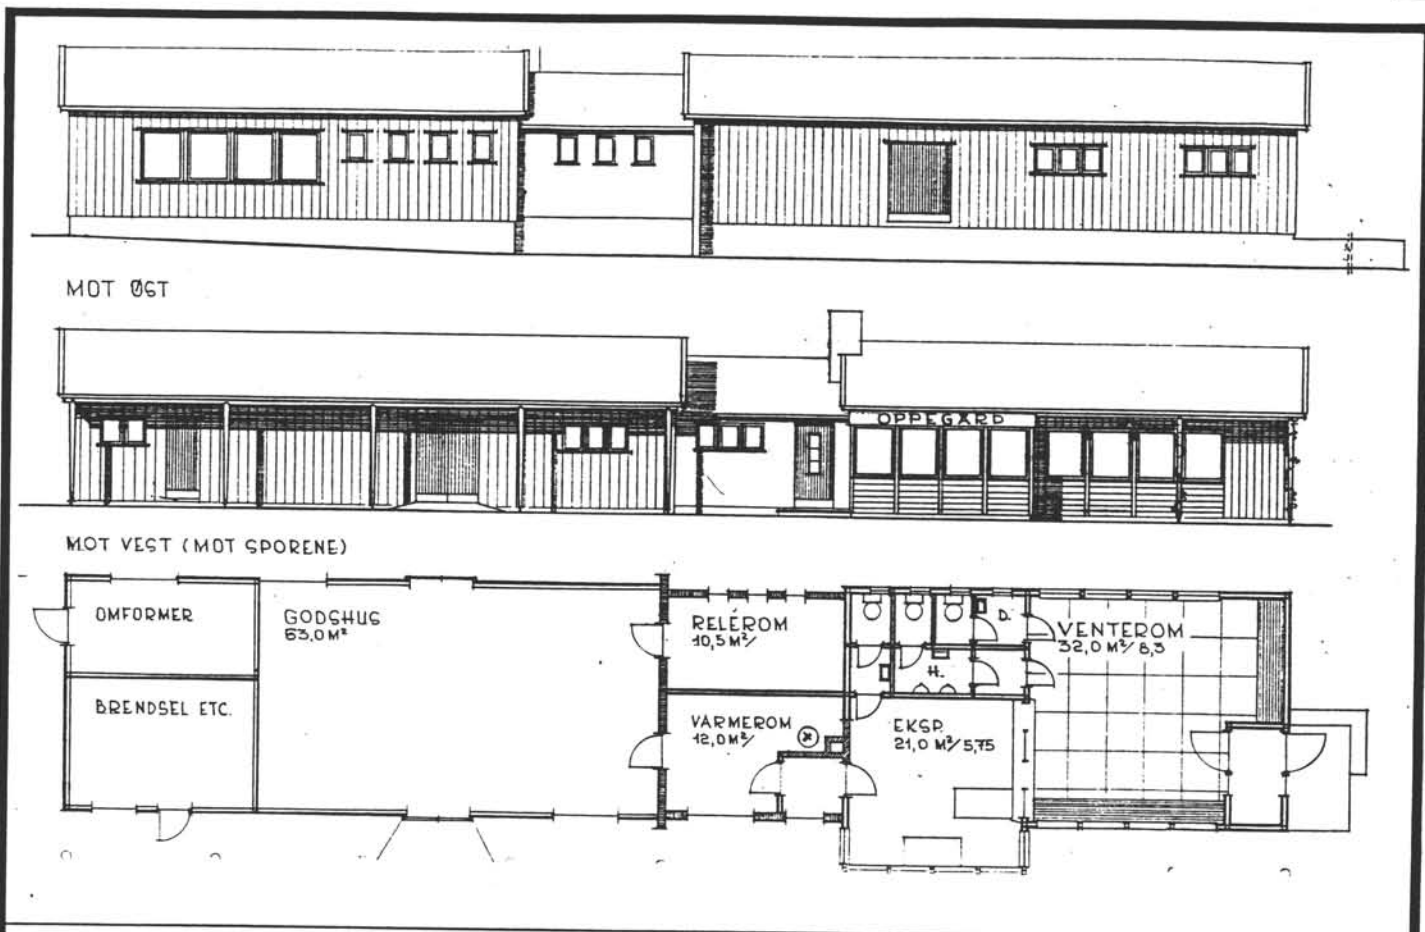 MOT ØST
OPPEGÅRD
MOT VEST (MOT SPORENE)
OMFORMER
GODSHUS
63,0 M²
RELÉROM
10,5 M²/
D.
VENTEROM
32,0 M²/ 8,3
H.
BRENDSEL ETC.
VARMEROM
12,0 M²/
EKSP.
21,0 M²/ 5,75